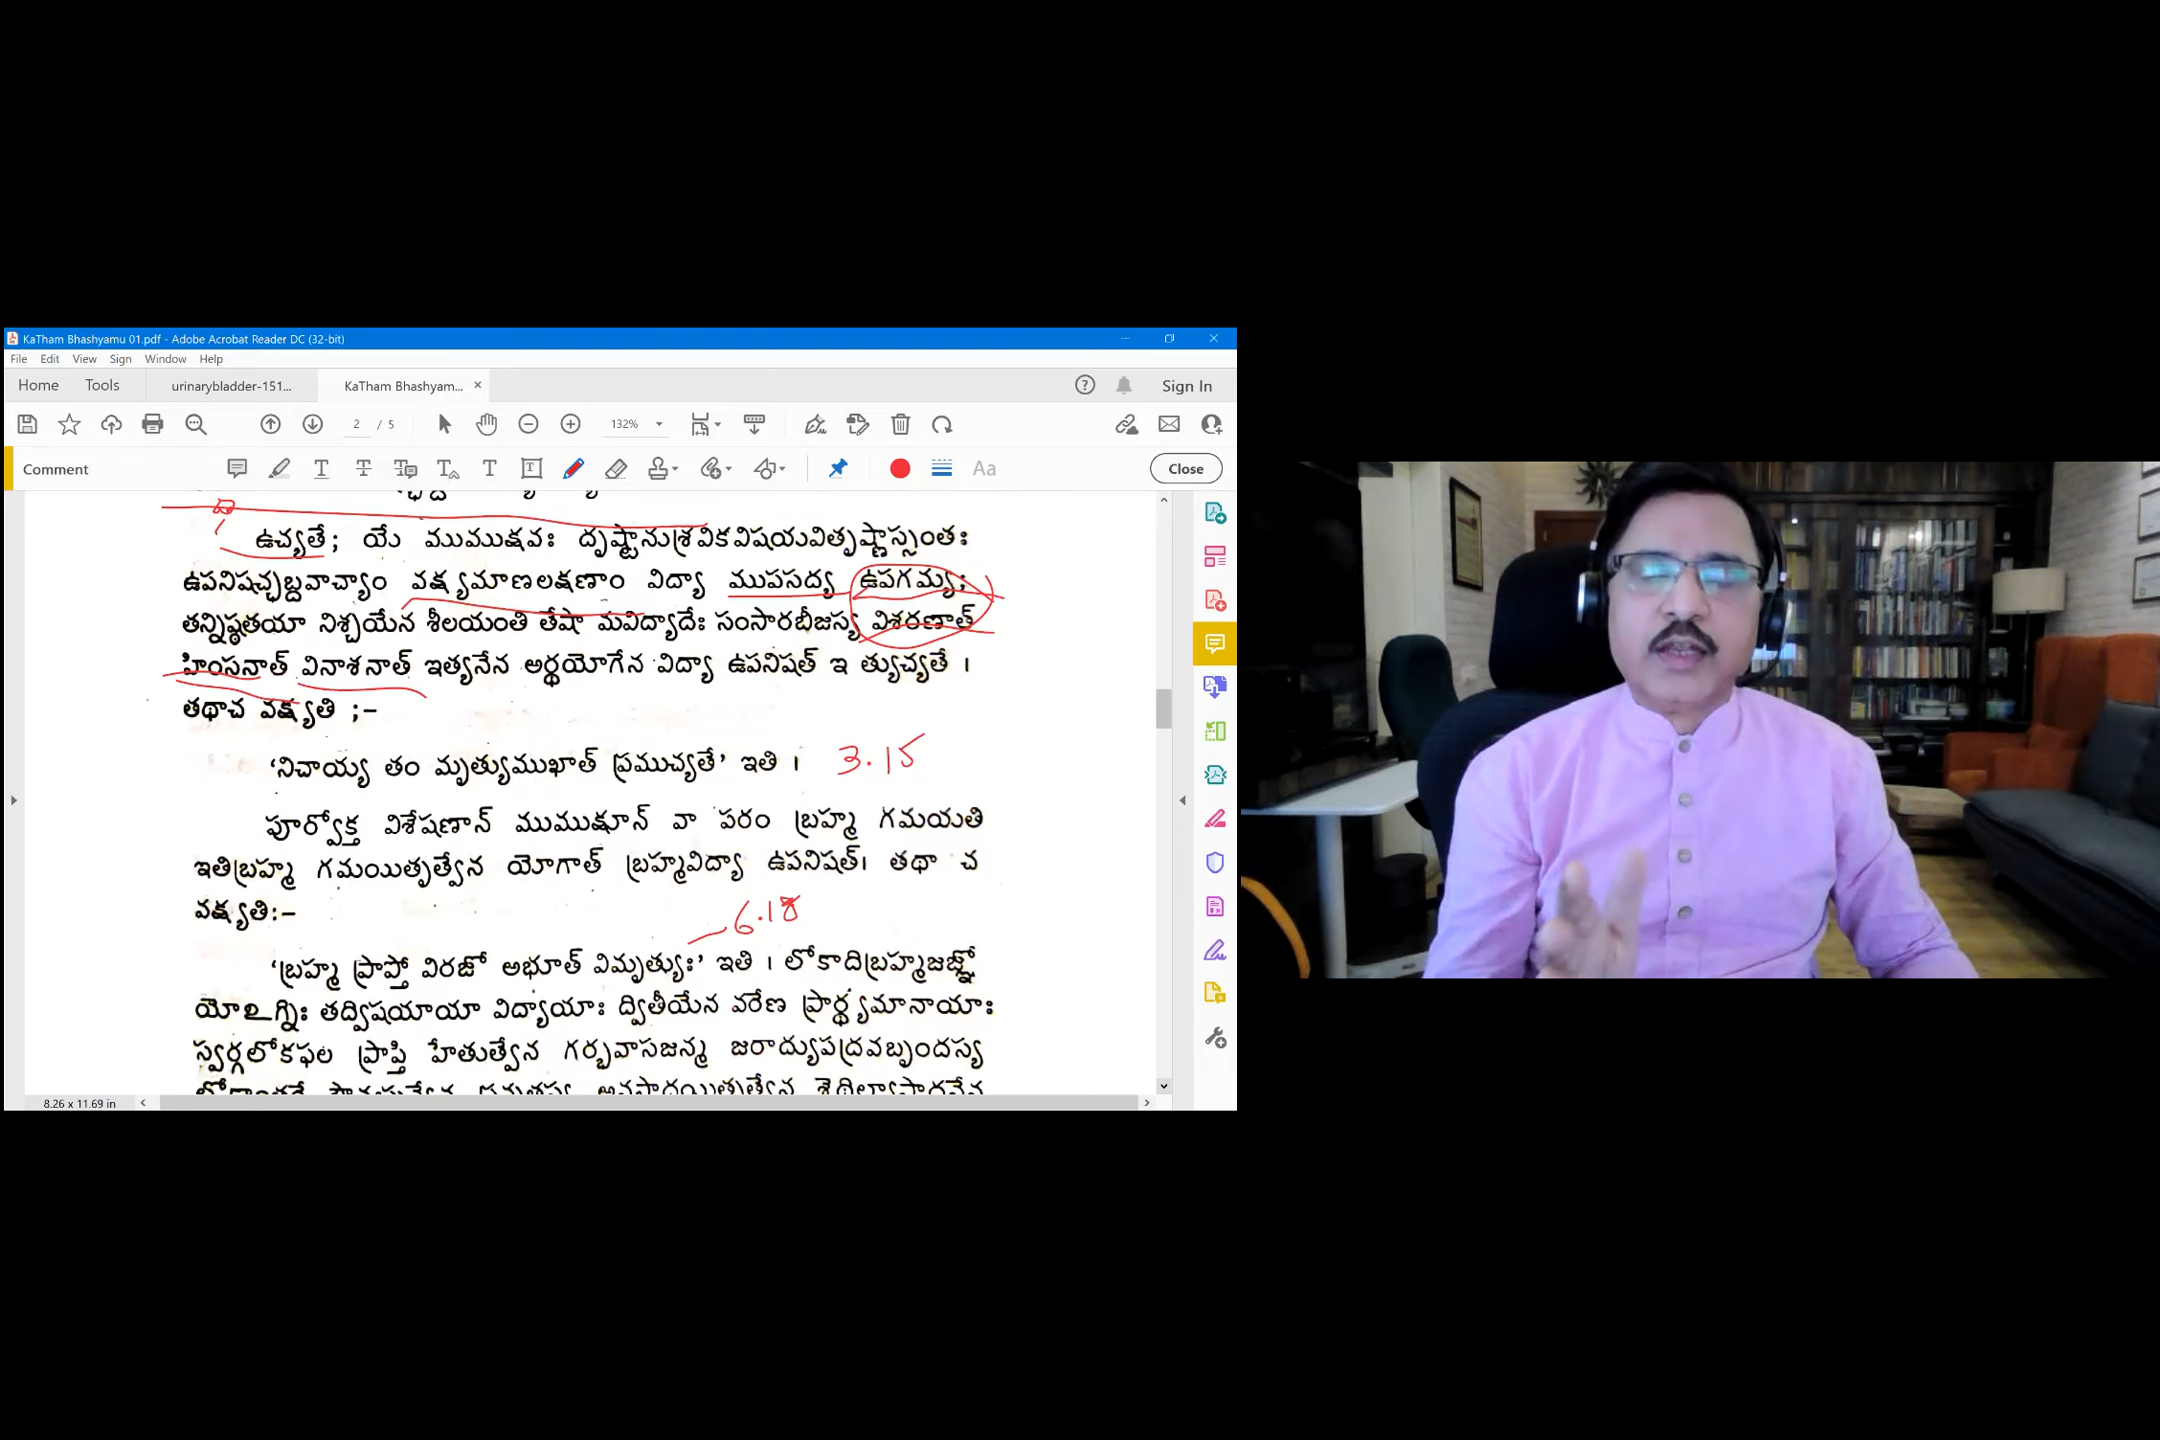 KaTham Bhashyamu 01.pdf - Adobe Acrobat Reader DC (32-bit)
File Edit View Sign Window Help
Home Tools urinarybladder-151... KaTham Bhashyam... × Sign In
2 / 5 132%
Comment Aa Close
ఉచ్యతే; యే ముముక్షవః దృష్టానుశ్రవికవిషయవితృష్ణాస్సంతః
ఉపనిషచ్ఛబ్దవాచ్యాం వక్ష్యమాణలక్షణాం విద్యా ముపసద్య ఉపగమ్య;
తన్నిష్ఠతయా నిశ్చయేన శీలయంతి తేషా మవిద్యాదేః సంసారబీజస్య విశరణాత్
హింసనాత్ వినాశనాత్ ఇత్యనేన అర్థయోగేన విద్యా ఉపనిషత్ ఇ త్యుచ్యతే ।
తథాచ వక్ష్యతి ;–
‘నిచాయ్య తం మృత్యుముఖాత్ ప్రముచ్యతే’ ఇతి । 3.15
పూర్వోక్త విశేషణాన్ ముముక్షూన్ వా పరం బ్రహ్మ గమయతి
ఇతిబ్రహ్మ గమయితృత్వేన యోగాత్ బ్రహ్మవిద్యా ఉపనిషత్। తథా చ
వక్ష్యతి:–
6.18
‘బ్రహ్మ ప్రాప్తో విరజో అభూత్ విమృత్యుః’ ఇతి । లోకాదిబ్రహ్మజజ్ఞో
యోఽగ్నిః తద్విషయాయా విద్యాయాః ద్వితీయేన వరేణ ప్రార్థ్యమానాయాః
స్వర్గలోకఫల ప్రాప్తి హేతుత్వేన గర్భవాసజన్మ జరాద్యుపద్రవబృందస్య
8.26 x 11.69 in